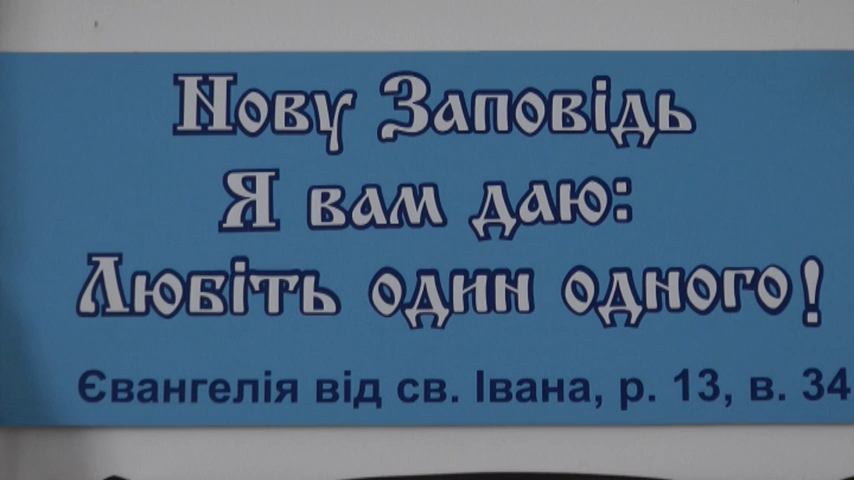 Нову Заповідь
Я вам даю:
Любіть один одного!
Євангелія від св. Івана, р. 13, в. 34